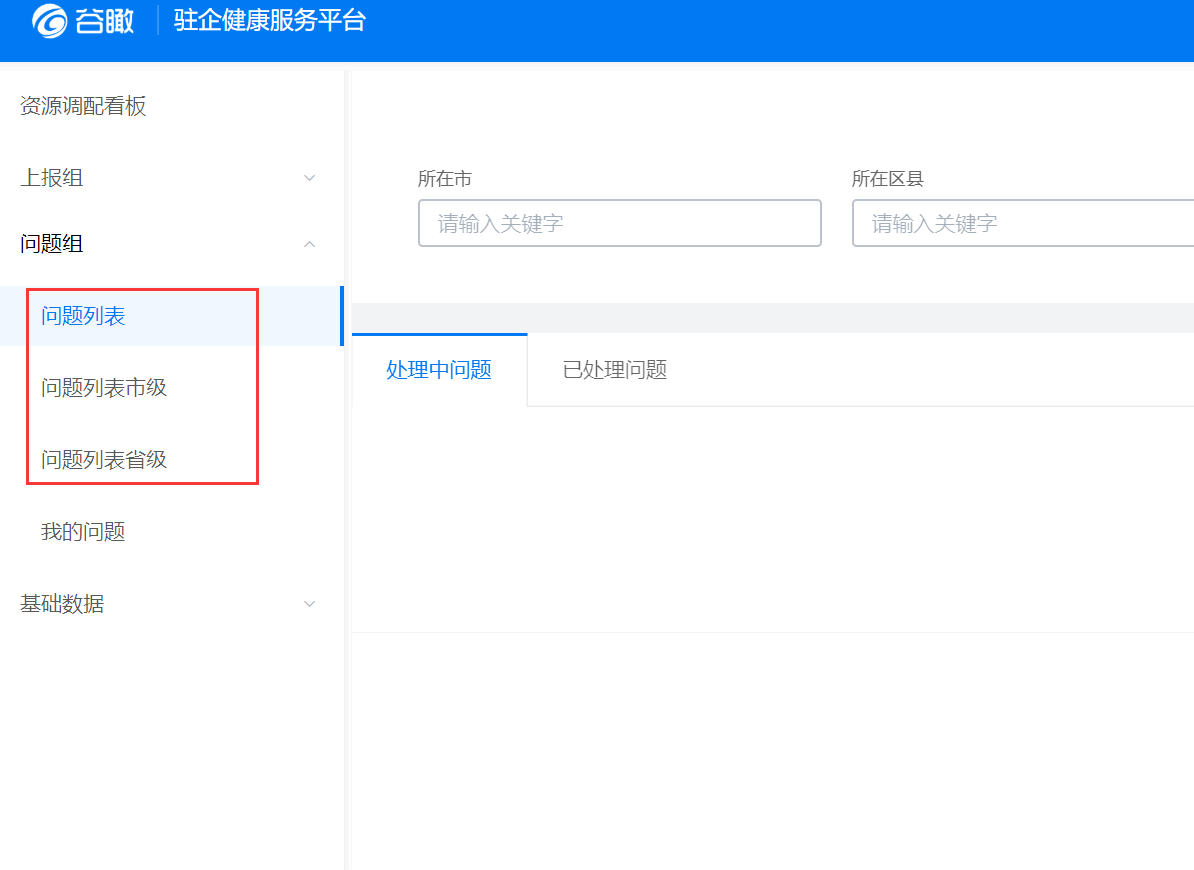 谷瞰 驻企健康服务平台
资源调配看板
上报组
问题组
问题列表
问题列表市级
问题列表省级
我的问题
基础数据
所在市 所在区县
请输入关键字 请输入关键字
处理中问题 已处理问题